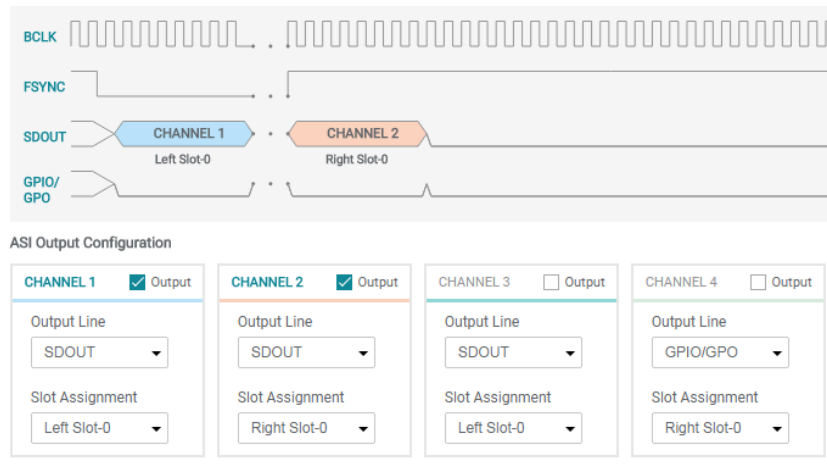 BCLK
FSYNC
SDOUT CHANNEL 1 CHANNEL 2
Left Slot-0 Right Slot-0
GPIO/
GPO
ASI Output Configuration
CHANNEL 1 Output CHANNEL 2 Output CHANNEL 3 Output CHANNEL 4 Output
Output Line Output Line Output Line Output Line
SDOUT SDOUT SDOUT GPIO/GPO
Slot Assignment Slot Assignment Slot Assignment Slot Assignment
Left Slot-0 Right Slot-0 Left Slot-0 Right Slot-0